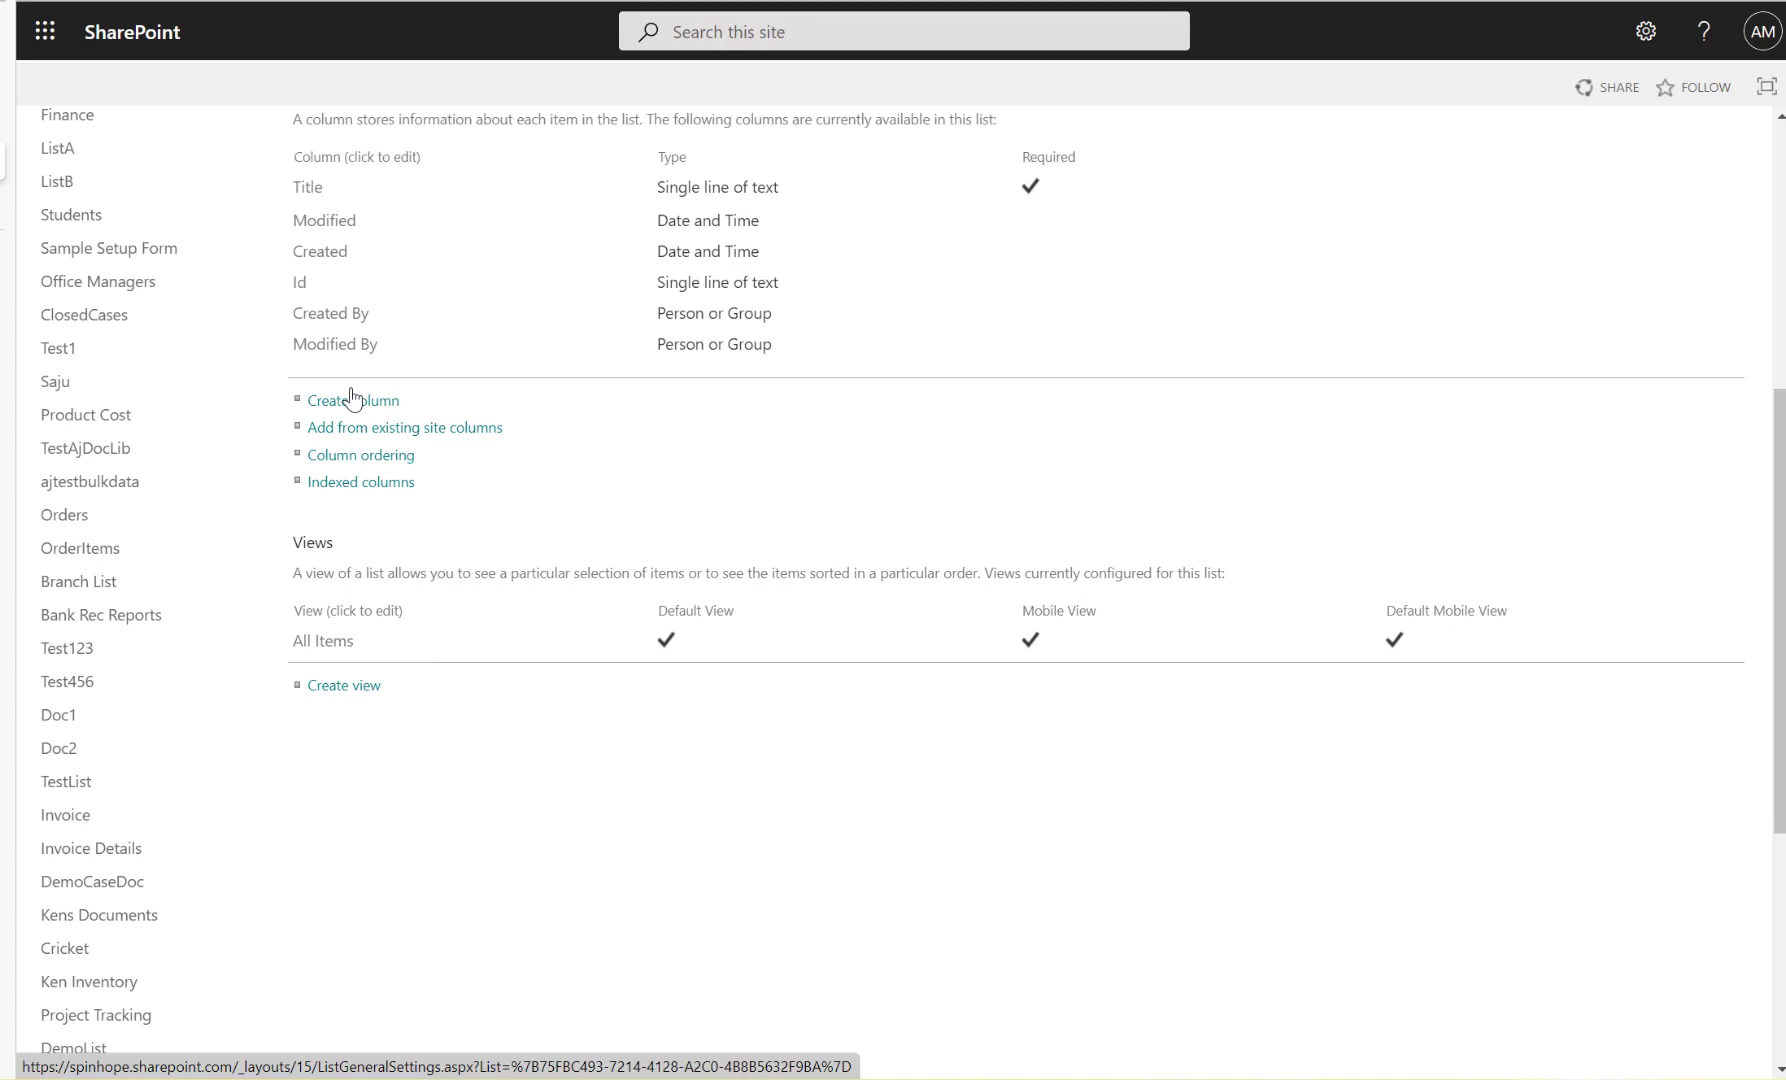 SharePoint
Search this site
?
AM
SHARE
FOLLOW
Finance
ListA
ListB
Students
Sample Setup Form
Office Managers
ClosedCases
Test1
Saju
Product Cost
TestAjDocLib
ajtestbulkdata
Orders
OrderItems
Branch List
Bank Rec Reports
Test123
Test456
Doc1
Doc2
TestList
Invoice
Invoice Details
DemoCaseDoc
Kens Documents
Cricket
Ken Inventory
Project Tracking
DemoList
A column stores information about each item in the list. The following columns are currently available in this list:
Column (click to edit) Type Required
Title Single line of text
Modified Date and Time
Created Date and Time
Id Single line of text
Created By Person or Group
Modified By Person or Group
Create column
Add from existing site columns
Column ordering
Indexed columns
Views
A view of a list allows you to see a particular selection of items or to see the items sorted in a particular order. Views currently configured for this list:
View (click to edit) Default View Mobile View Default Mobile View
All Items
Create view
https://spinhope.sharepoint.com/_layouts/15/ListGeneralSettings.aspx?List=%7B75FBC493-7214-4128-A2C0-4B8B5632F9BA%7D